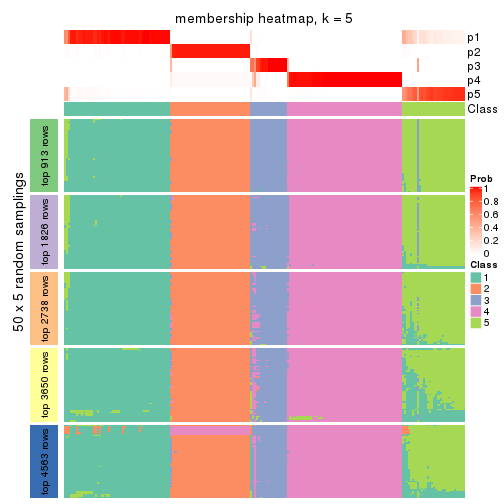 membership heatmap, k = 5
p1
p2
p3
p4
p5
Class
50 x 5 random samplings
top 913 rows
top 1826 rows
top 2738 rows
top 3650 rows
top 4563 rows
Prob
1
0.8
0.6
0.4
0.2
0
Class
1
2
3
4
5